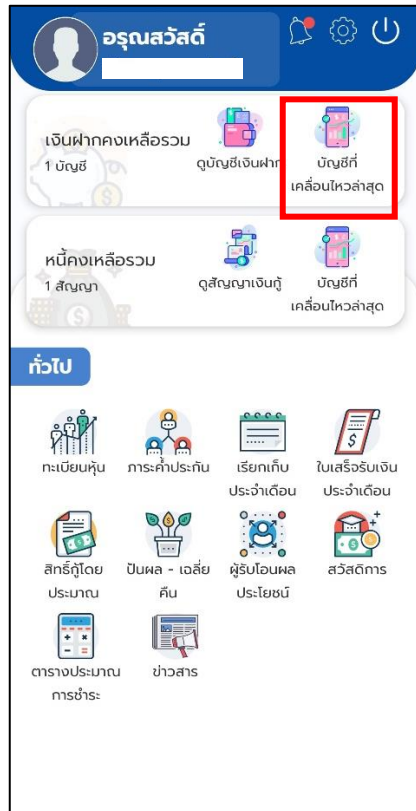 อรุณสวัสดิ์
เงินฝากคงเหลือรวม
1 บัญชี
ดูบัญชีเงินฝาก
บัญชีที่
เคลื่อนไหวล่าสุด
หนี้คงเหลือรวม
1 สัญญา
ดูสัญญาเงินกู้
บัญชีที่
เคลื่อนไหวล่าสุด
ทั่วไป
ทะเบียนหุ้น
ภาระค้ำประกัน
เรียกเก็บ
ประจำเดือน
ใบเสร็จรับเงิน
ประจำเดือน
สิทธิ์กู้โดย
ประมาณ
ปันผล - เฉลี่ย
คืน
ผู้รับโอนผล
ประโยชน์
สวัสดิการ
ตารางประมาณ
การชำระ
ข่าวสาร